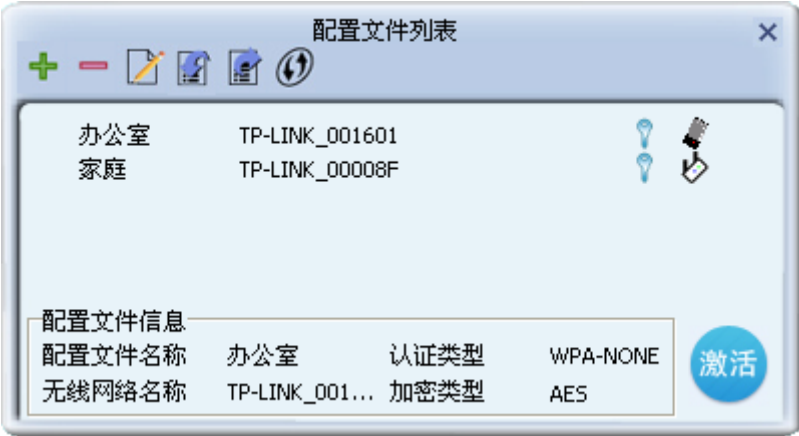 配置文件列表
办公室 TP-LINK_001601
家庭 TP-LINK_00008F
配置文件信息
配置文件名称 办公室 认证类型 WPA-NONE
无线网络名称 TP-LINK_001... 加密类型 AES
激活